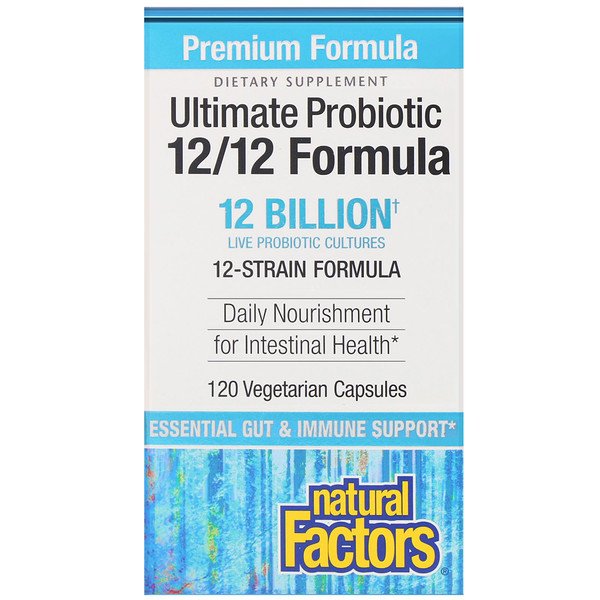 Premium Formula
DIETARY SUPPLEMENT
Ultimate Probiotic
12/12 Formula
12 BILLION†
LIVE PROBIOTIC CULTURES
12-STRAIN FORMULA
Daily Nourishment
for Intestinal Health*
120 Vegetarian Capsules
ESSENTIAL GUT & IMMUNE SUPPORT*
natural
Factors®